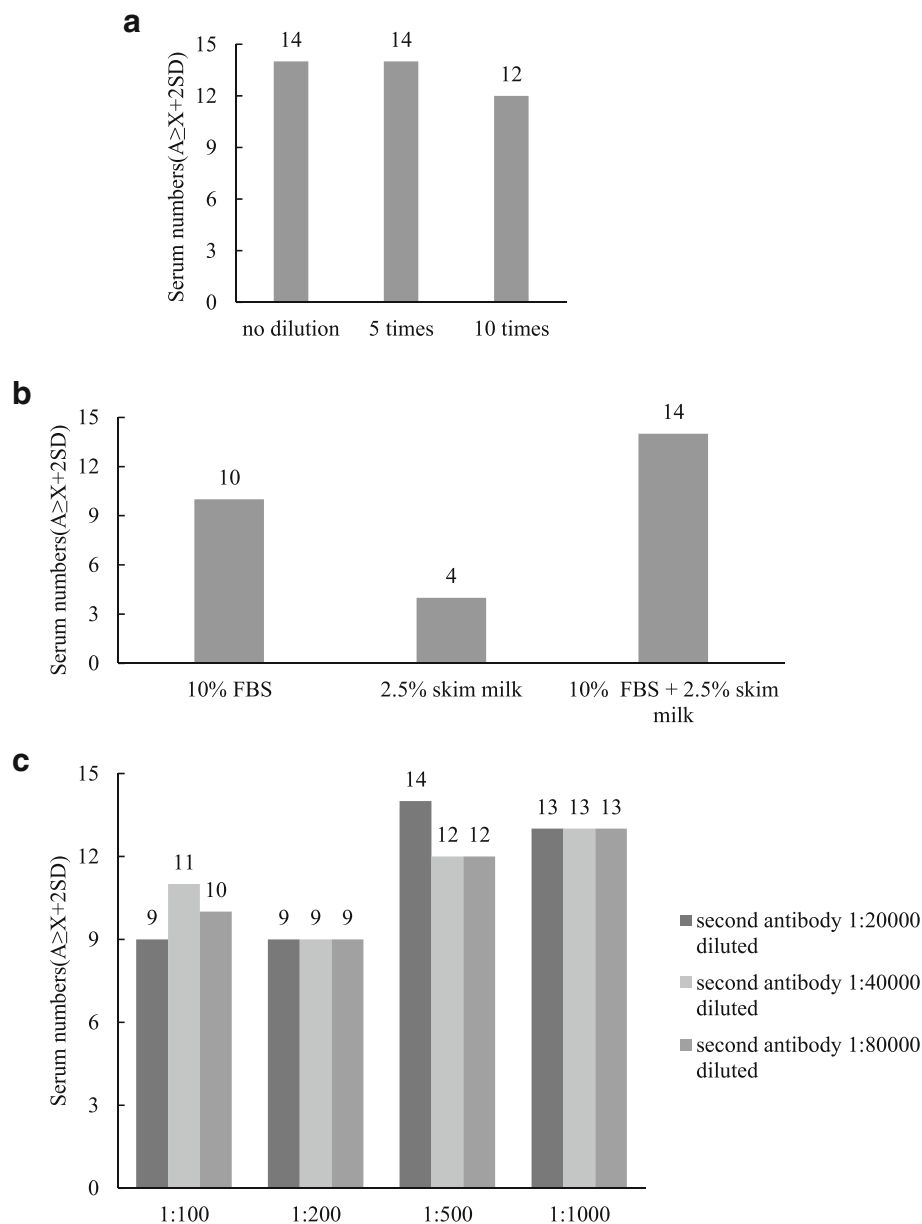 a
Serum numbers(A≥X+2SD)
15
12
9
6
3
0
14
14
12
no dilution
5 times
10 times
b
Serum numbers(A≥X+2SD)
15
12
9
6
3
0
10
4
14
10% FBS
2.5% skim milk
10% FBS + 2.5% skim
milk
c
Serum numbers(A≥X+2SD)
15
12
9
6
3
0
9
11
10
9
9
9
14
12
12
13
13
13
1:100
1:200
1:500
1:1000
second antibody 1:20000
diluted
second antibody 1:40000
diluted
second antibody 1:80000
diluted